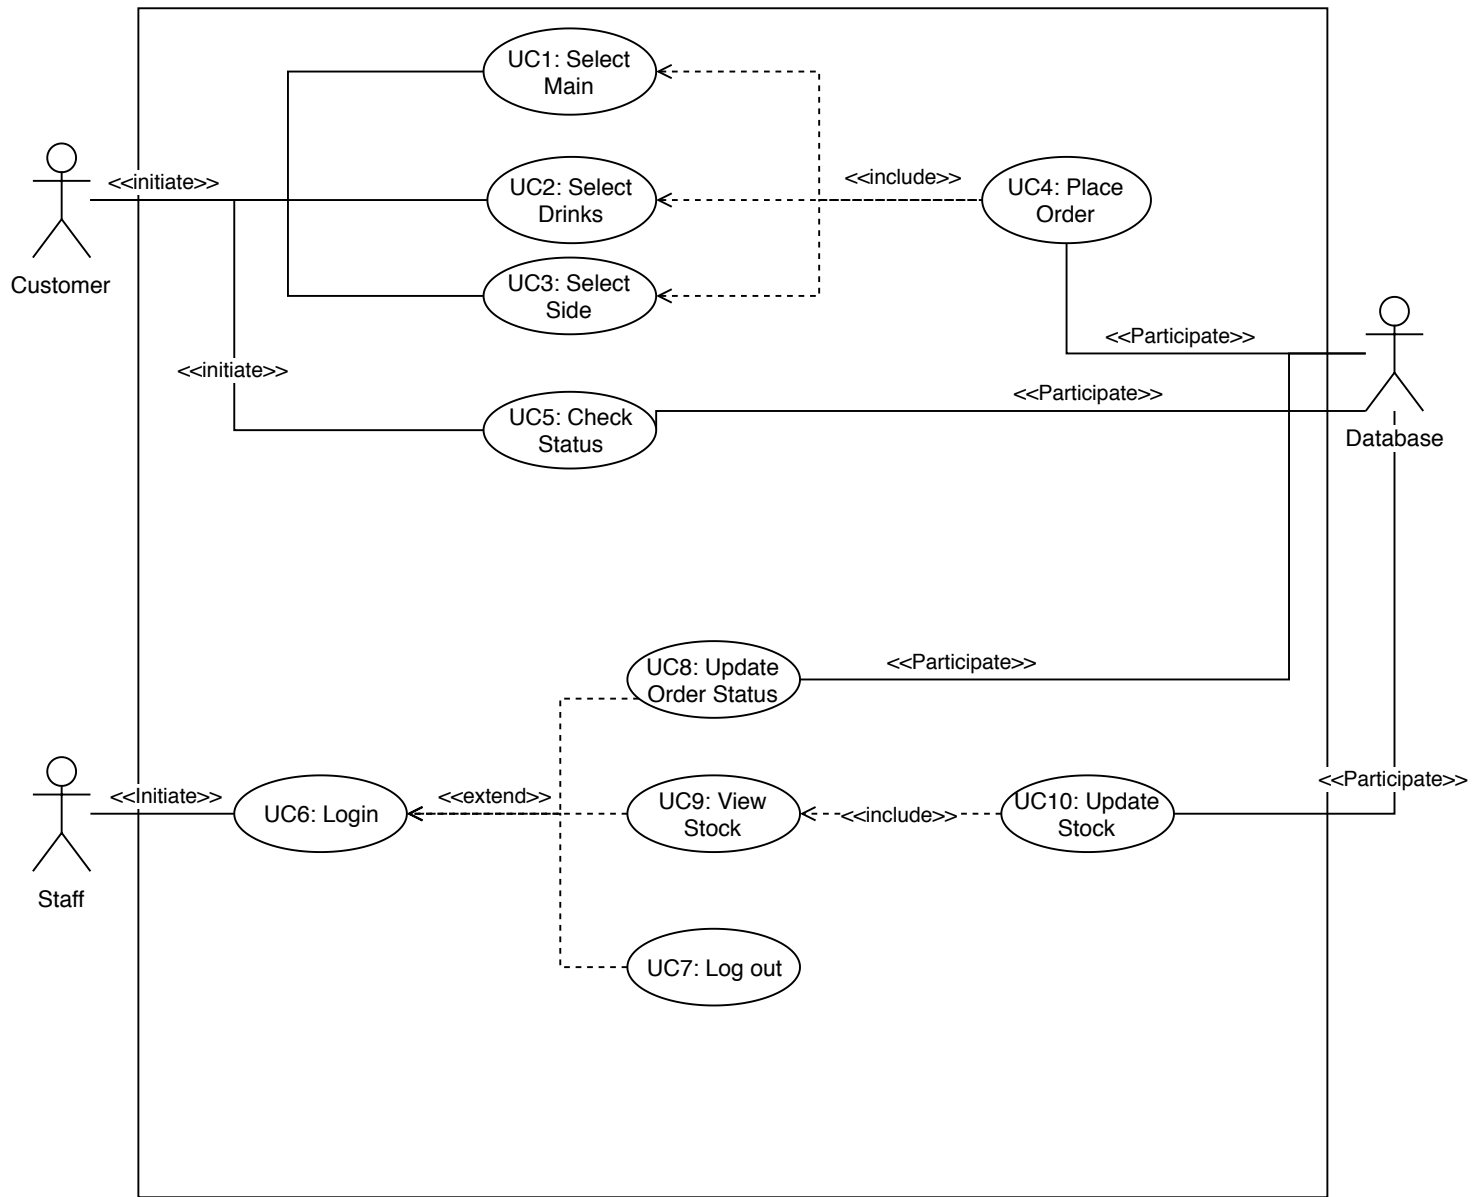 UC1: Select
Main
<<initiate>>
UC2: Select
Drinks
<<include>>
UC4: Place
Order
Customer
UC3: Select
Side
<<Participate>>
<<initiate>>
<<Participate>>
UC5: Check
Status
Database
UC8: Update
Order Status
<<Participate>>
<<Initiate>>
UC6: Login
<<extend>>
UC9: View
Stock
<<include>>
UC10: Update
Stock
<<Participate>>
Staff
UC7: Log out